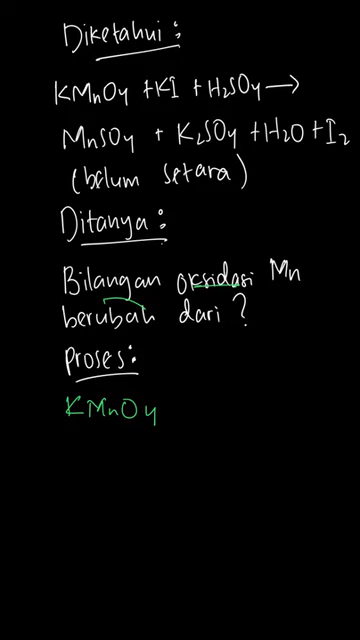 Diketahui :
KMnO4 + KI + H2SO4 →
MnSO4 + K2SO4 + H2O + I2
(belum setara)
Ditanya :
Bilangan oksidasi Mn
berubah dari ?
Proses :
KMnO4